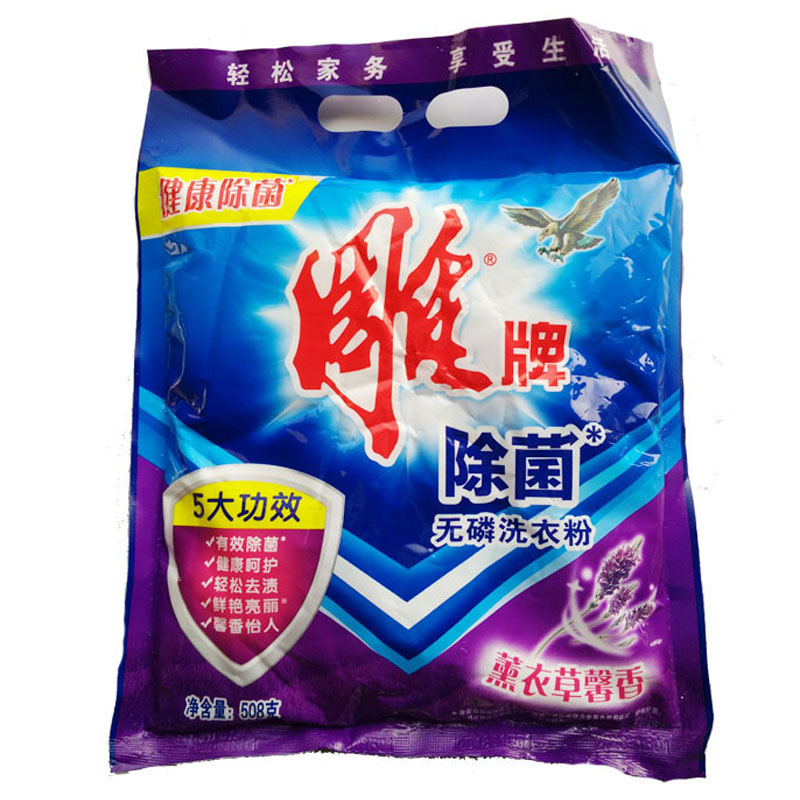 轻松家务 享受生活
健康除菌*
雕®
牌
除菌*
无磷洗衣粉
5大功效
✓有效除菌*
✓健康呵护
✓轻松去渍
✓鲜艳亮丽※
✓馨香怡人
薰衣草馨香
净含量：508克